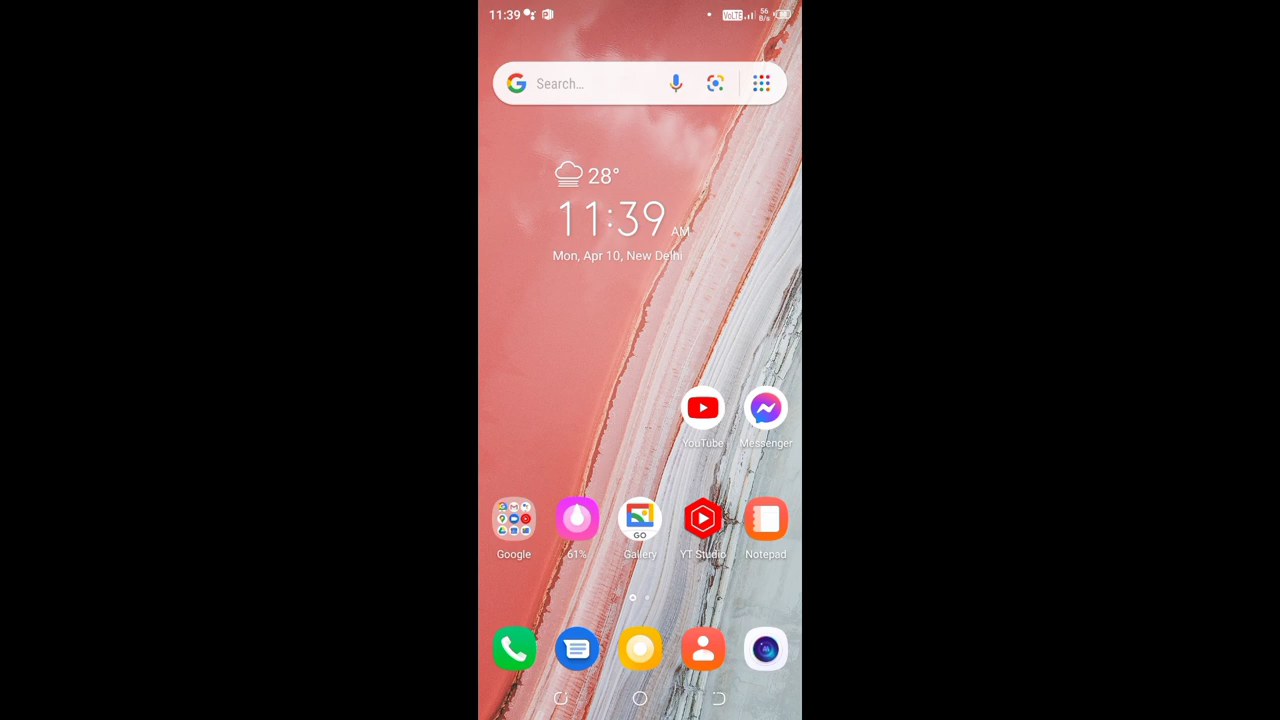 11:39
VoLTE
56
B/s
Search...
28°
11:39 AM
Mon, Apr 10, New Delhi
YouTube
Messenger
GO
Google
61%
Gallery
YT Studio
Notepad